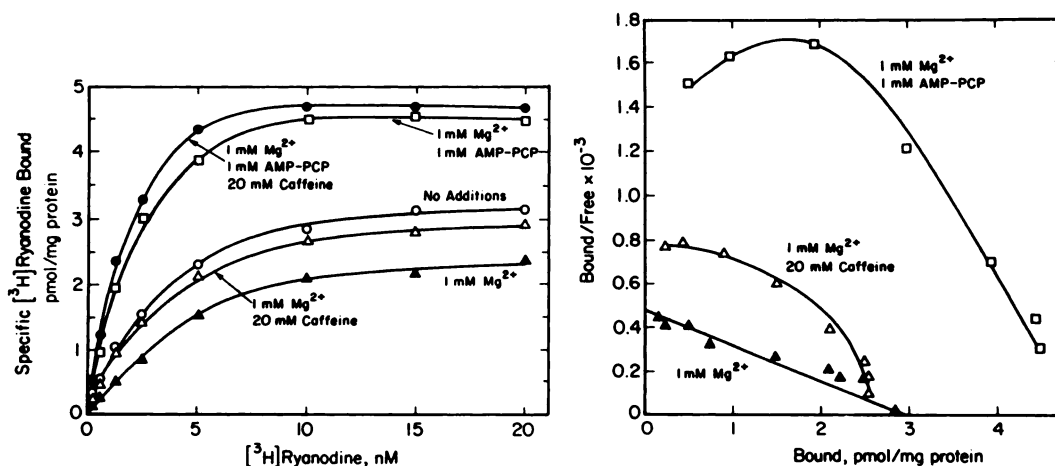 Specific [³H]Ryanodine Bound
pmol/mg protein
5
4
3
2
1
0
0
5
10
15
20
[³H]Ryanodine, nM
1 mM Mg²⁺
1 mM AMP-PCP
20 mM Caffeine
1 mM Mg²⁺
1 mM AMP-PCP
No Additions
1 mM Mg²⁺
20 mM Caffeine
1 mM Mg²⁺
Bound/Free × 10⁻³
1.8
1.6
1.4
1.2
1.0
0.8
0.6
0.4
0.2
0
0
1
2
3
4
Bound, pmol/mg protein
1 mM Mg²⁺
1 mM AMP-PCP
1 mM Mg²⁺
20 mM Caffeine
1 mM Mg²⁺